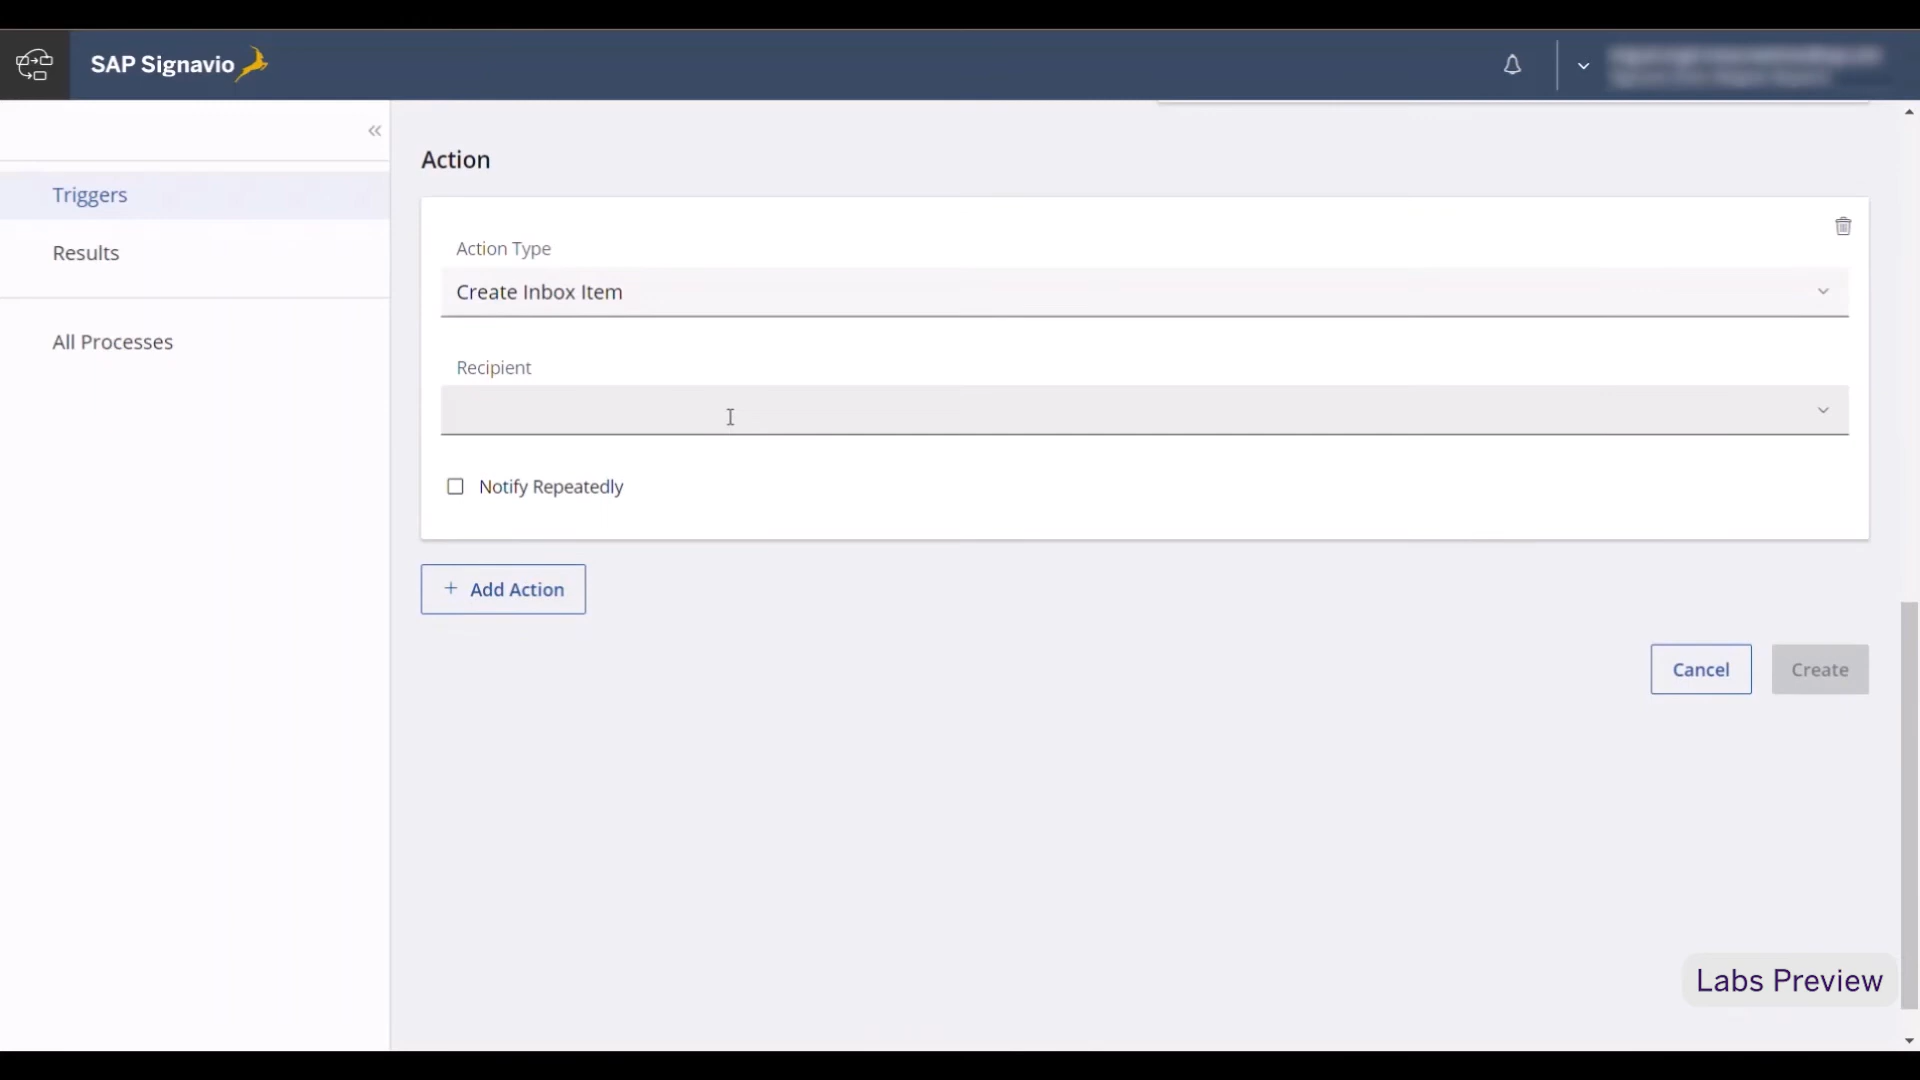 SAP Signavio
Triggers
Results
All Processes
Action
Action Type
Create Inbox Item
Recipient
Notify Repeatedly
+ Add Action
Cancel
Create
Labs Preview